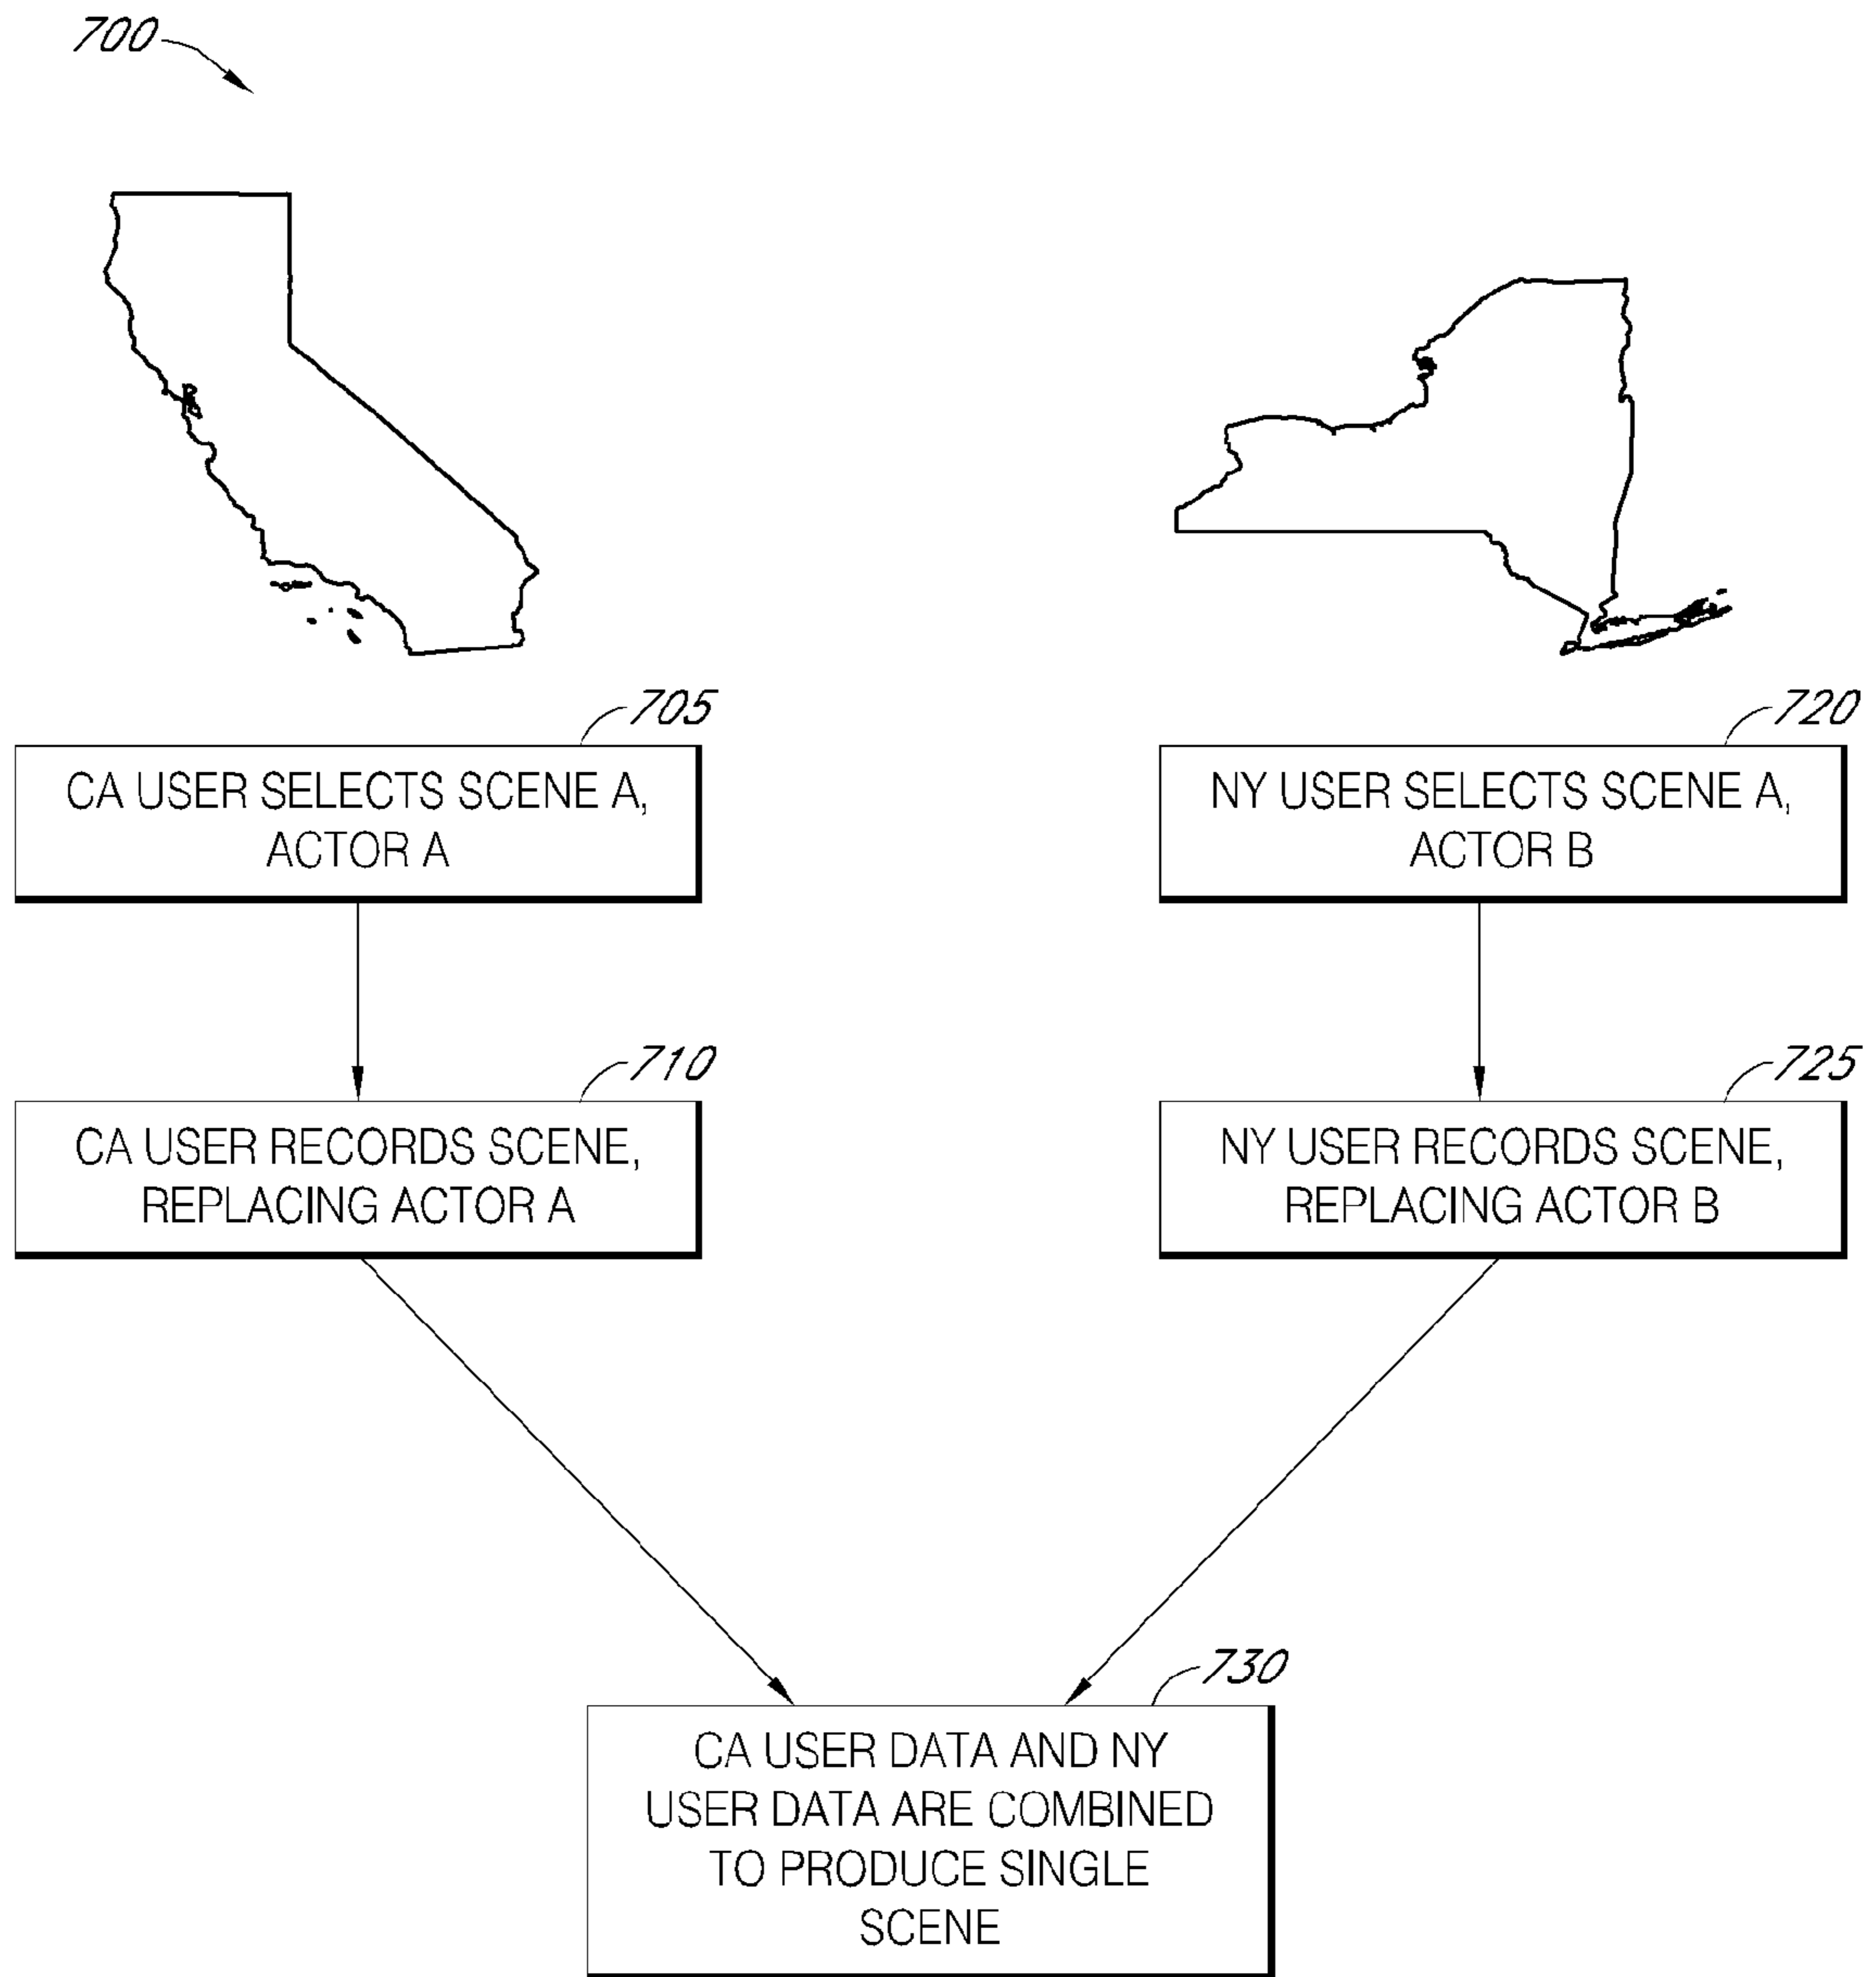 700
705
CA USER SELECTS SCENE A,
ACTOR A
720
NY USER SELECTS SCENE A,
ACTOR B
710
CA USER RECORDS SCENE,
REPLACING ACTOR A
725
NY USER RECORDS SCENE,
REPLACING ACTOR B
730
CA USER DATA AND NY
USER DATA ARE COMBINED
TO PRODUCE SINGLE
SCENE